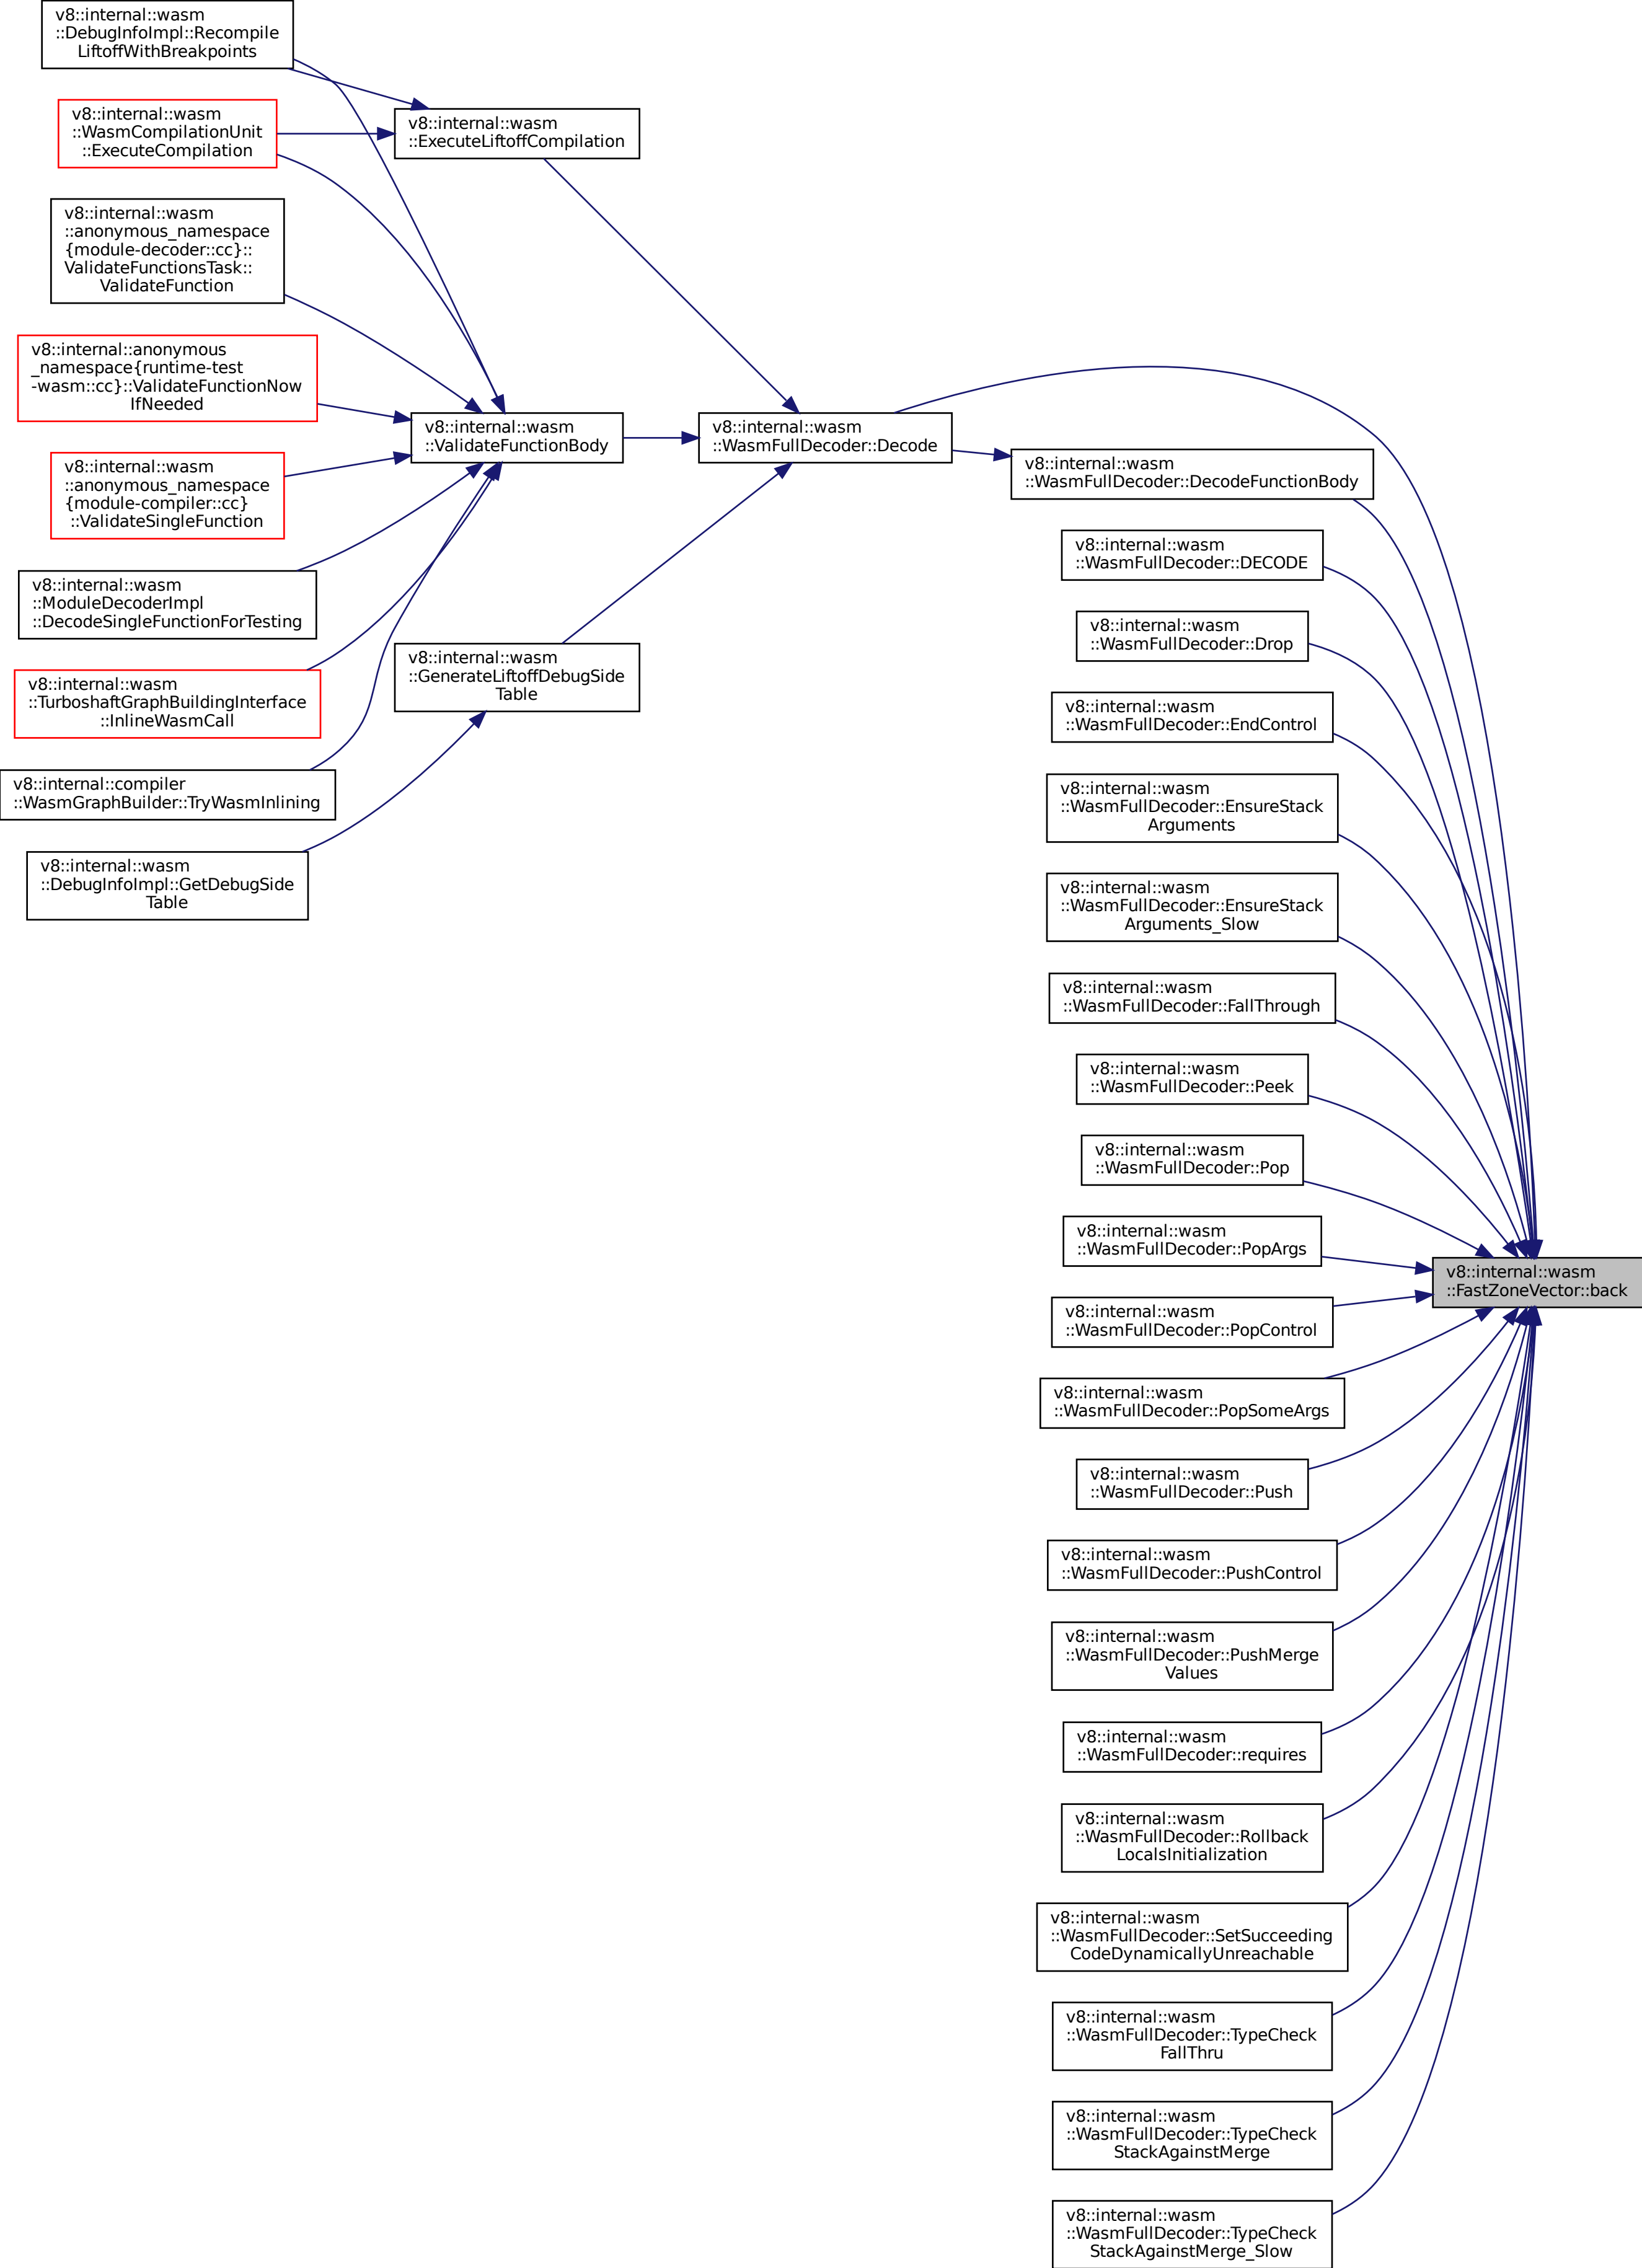 v8::internal::wasm
::DebugInfoImpl::Recompile
LiftoffWithBreakpoints
v8::internal::wasm
::WasmCompilationUnit
::ExecuteCompilation
v8::internal::wasm
::anonymous_namespace
{module-decoder::cc}::
ValidateFunctionsTask::
ValidateFunction
v8::internal::anonymous
_namespace{runtime-test
-wasm::cc}::ValidateFunctionNow
IfNeeded
v8::internal::wasm
::anonymous_namespace
{module-compiler::cc}
::ValidateSingleFunction
v8::internal::wasm
::ModuleDecoderImpl
::DecodeSingleFunctionForTesting
v8::internal::wasm
::TurboshaftGraphBuildingInterface
::InlineWasmCall
v8::internal::compiler
::WasmGraphBuilder::TryWasmInlining
v8::internal::wasm
::DebugInfoImpl::GetDebugSide
Table
v8::internal::wasm
::ExecuteLiftoffCompilation
v8::internal::wasm
::ValidateFunctionBody
v8::internal::wasm
::GenerateLiftoffDebugSide
Table
v8::internal::wasm
::WasmFullDecoder::Decode
v8::internal::wasm
::WasmFullDecoder::DecodeFunctionBody
v8::internal::wasm
::WasmFullDecoder::DECODE
v8::internal::wasm
::WasmFullDecoder::Drop
v8::internal::wasm
::WasmFullDecoder::EndControl
v8::internal::wasm
::WasmFullDecoder::EnsureStack
Arguments
v8::internal::wasm
::WasmFullDecoder::EnsureStack
Arguments_Slow
v8::internal::wasm
::WasmFullDecoder::FallThrough
v8::internal::wasm
::WasmFullDecoder::Peek
v8::internal::wasm
::WasmFullDecoder::Pop
v8::internal::wasm
::WasmFullDecoder::PopArgs
v8::internal::wasm
::WasmFullDecoder::PopControl
v8::internal::wasm
::WasmFullDecoder::PopSomeArgs
v8::internal::wasm
::WasmFullDecoder::Push
v8::internal::wasm
::WasmFullDecoder::PushControl
v8::internal::wasm
::WasmFullDecoder::PushMerge
Values
v8::internal::wasm
::WasmFullDecoder::requires
v8::internal::wasm
::WasmFullDecoder::Rollback
LocalsInitialization
v8::internal::wasm
::WasmFullDecoder::SetSucceeding
CodeDynamicallyUnreachable
v8::internal::wasm
::WasmFullDecoder::TypeCheck
FallThru
v8::internal::wasm
::WasmFullDecoder::TypeCheck
StackAgainstMerge
v8::internal::wasm
::WasmFullDecoder::TypeCheck
StackAgainstMerge_Slow
v8::internal::wasm
::FastZoneVector::back